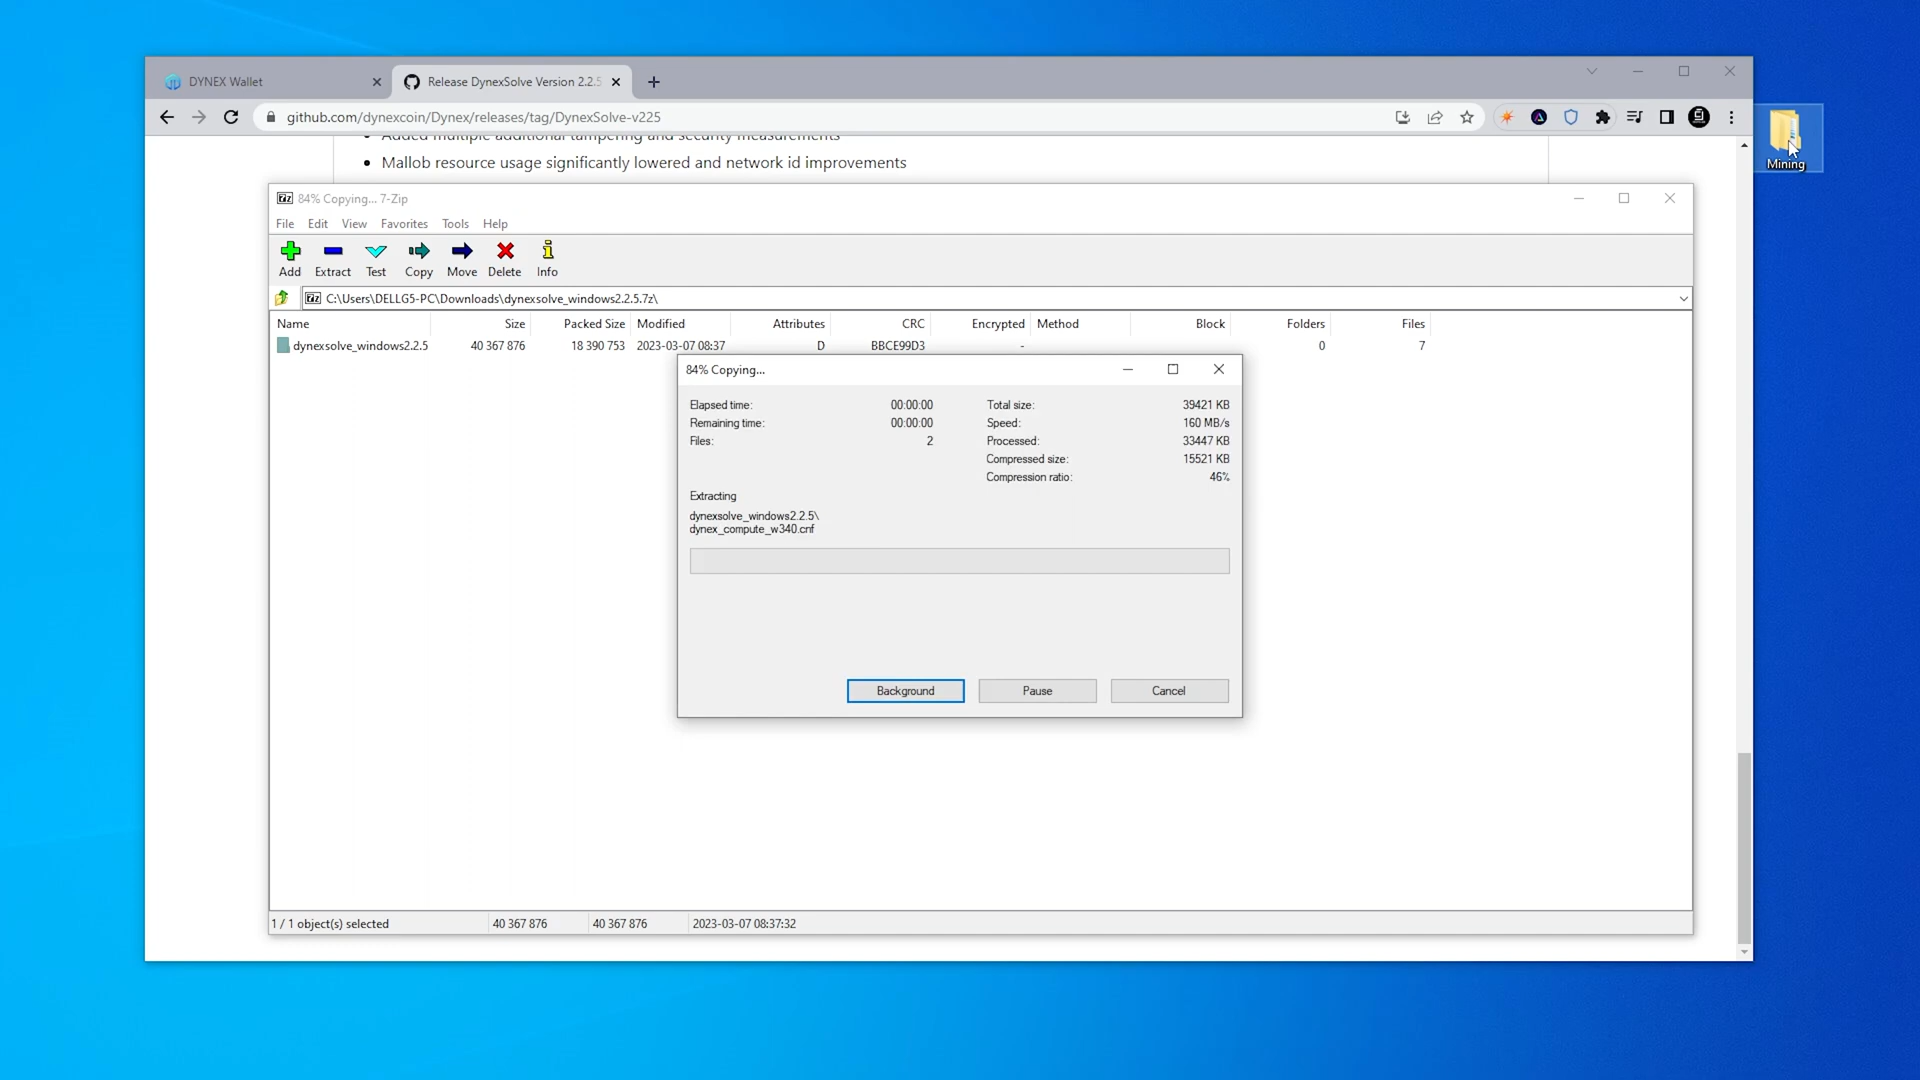 DYNEX Wallet
Release DynexSolve Version 2.2.5
github.com/dynexcoin/Dynex/releases/tag/DynexSolve-v225
Mining
Added multiple additional tampering and security measurements
Mallob resource usage significantly lowered and network id improvements
84% Copying... 7-Zip
File Edit View Favorites Tools Help
Add Extract Test Copy Move Delete Info
C:\Users\DELLG5-PC\Downloads\dynexsolve_windows2.2.5.7z\
Name Size Packed Size Modified Attributes CRC Encrypted Method Block Folders Files
dynexsolve_windows2.2.5 40 367 876 18 390 753 2023-03-07 08:37 D BBCE99D3 - 0 7
84% Copying...
Elapsed time: 00:00:00 Total size: 39421 KB
Remaining time: 00:00:00 Speed: 160 MB/s
Files: 2 Processed: 33447 KB
Compressed size: 15521 KB
Compression ratio: 46%
Extracting
dynexsolve_windows2.2.5\
dynex_compute_w340.cnf
Background Pause Cancel
1 / 1 object(s) selected 40 367 876 40 367 876 2023-03-07 08:37:32